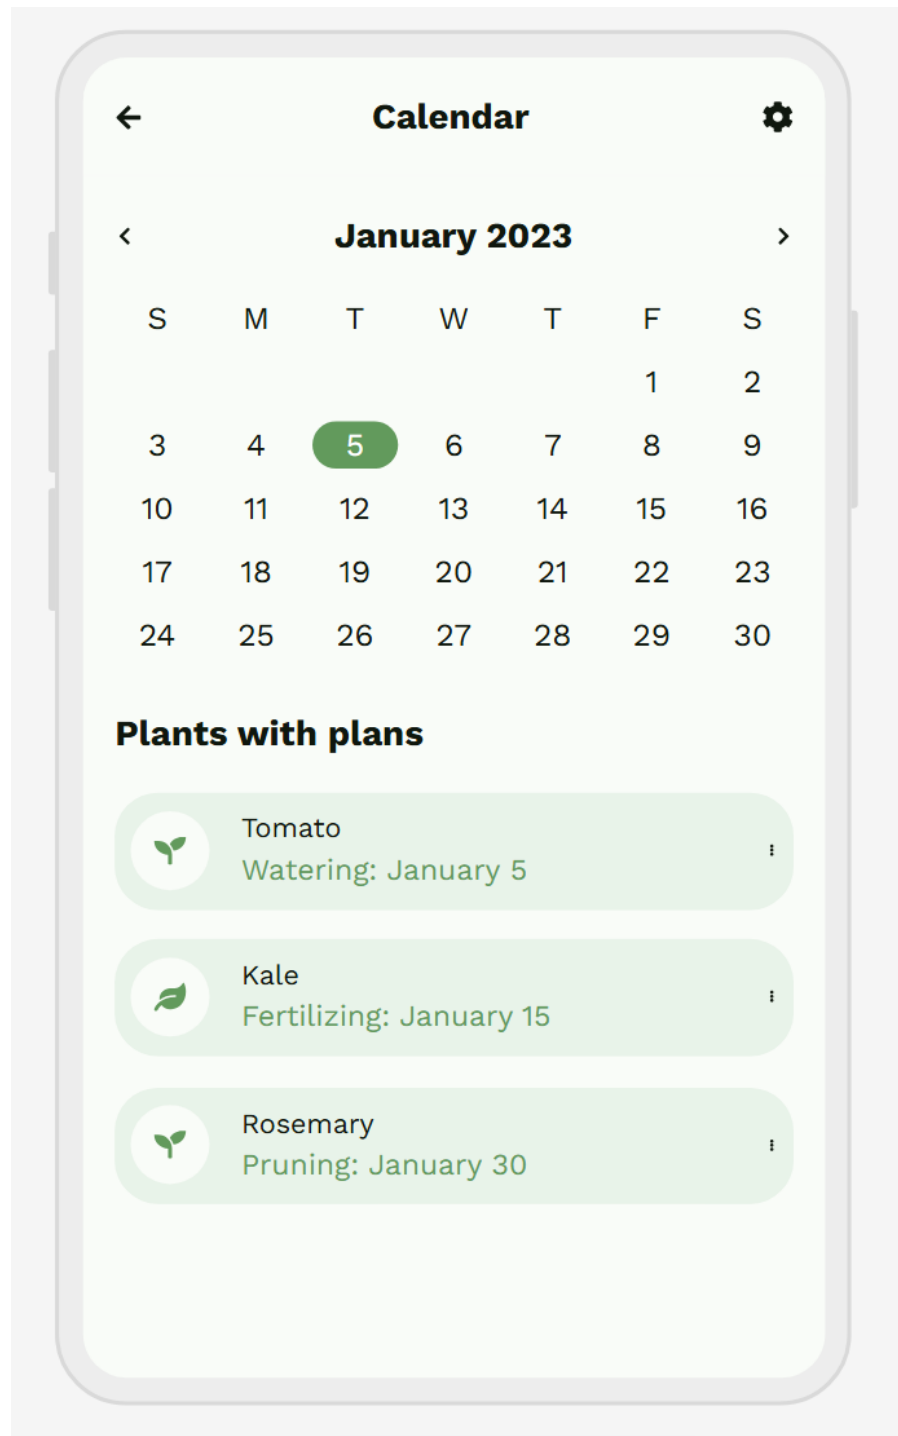 Calendar
January 2023
S M T W T F S
1 2
3 4 5 6 7 8 9
10 11 12 13 14 15 16
17 18 19 20 21 22 23
24 25 26 27 28 29 30
Plants with plans
Tomato
Watering: January 5
Kale
Fertilizing: January 15
Rosemary
Pruning: January 30